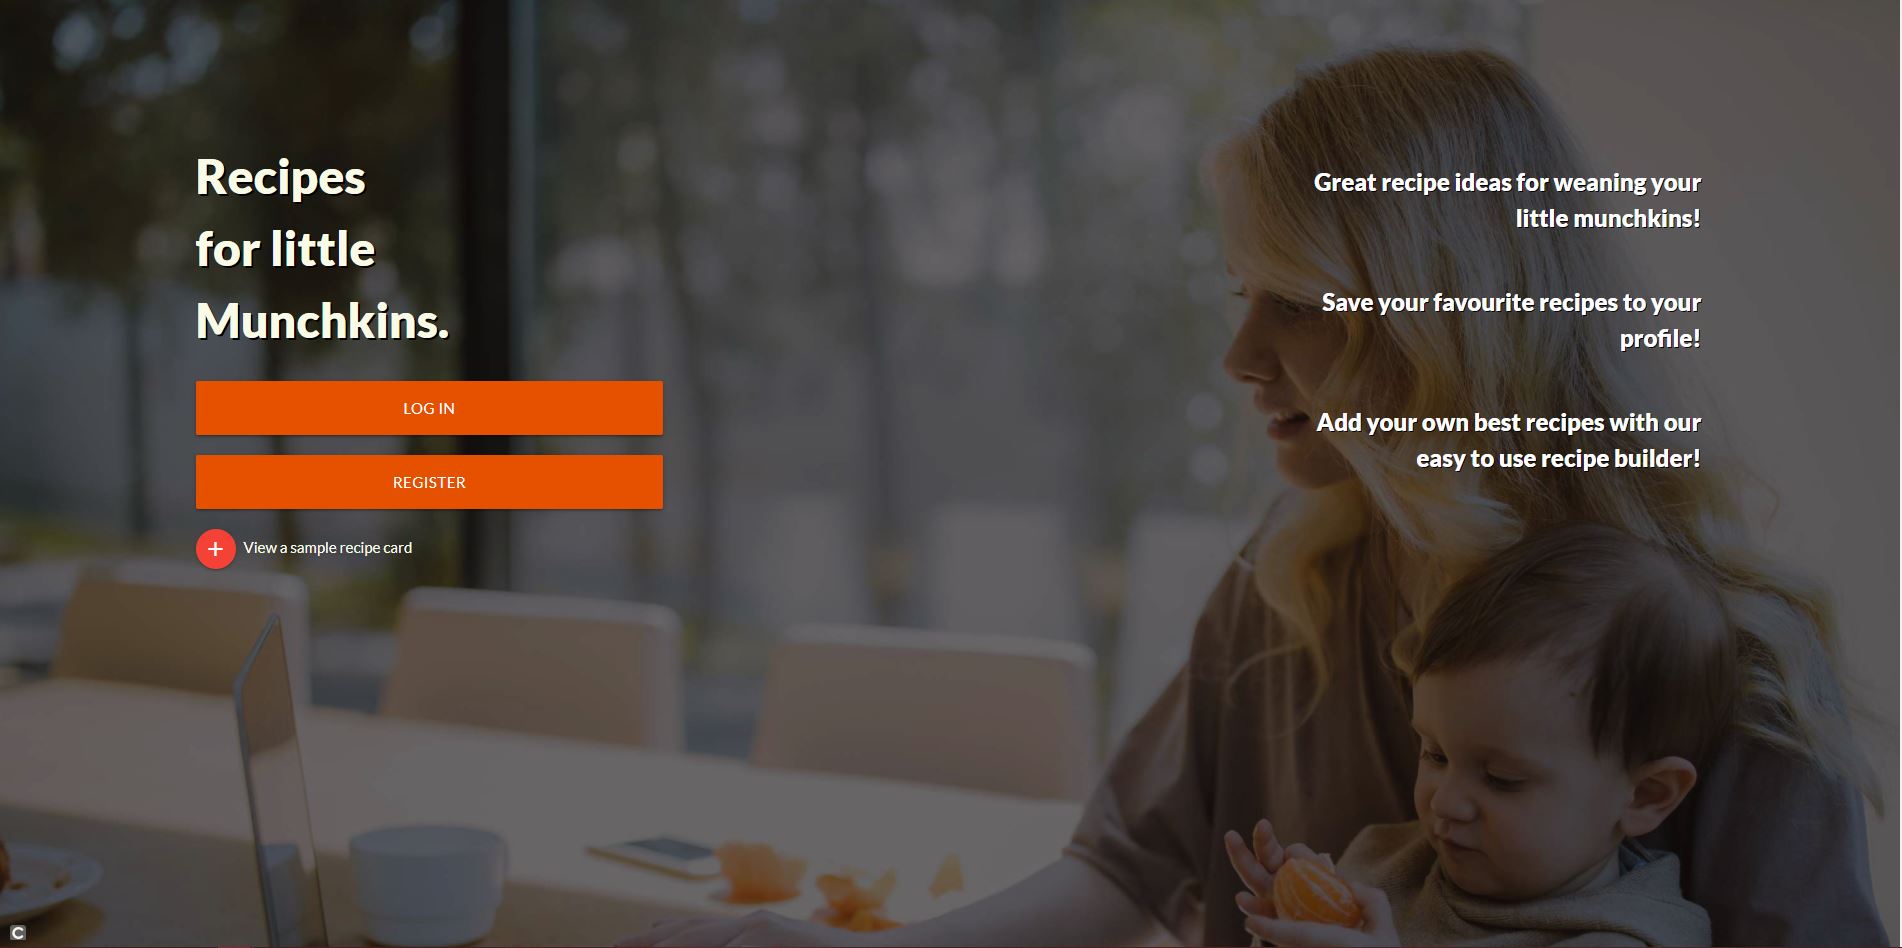 Recipes
for little
Munchkins.
LOG IN
REGISTER
View a sample recipe card
Great recipe ideas for weaning your
little munchkins!
Save your favourite recipes to your
profile!
Add your own best recipes with our
easy to use recipe builder!
C